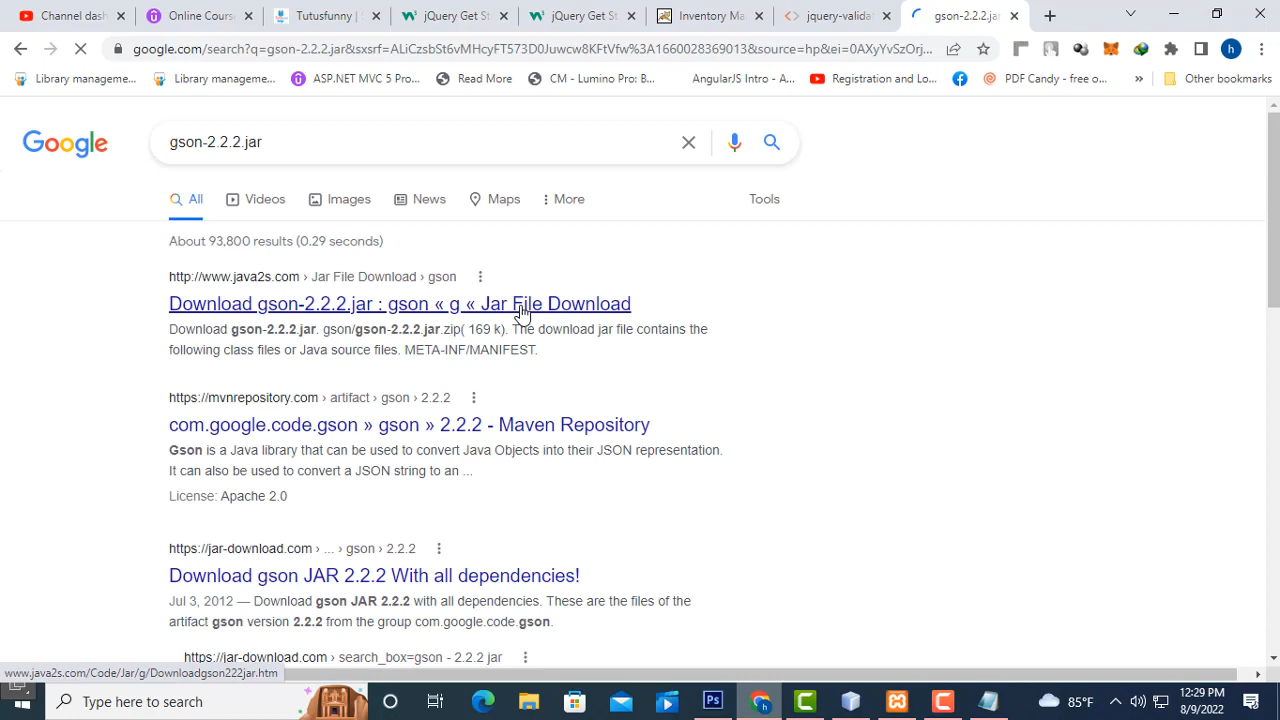 Channel dash
Online Cours
Tutusfunny |
jQuery Get St
jQuery Get St
Inventory Ma
jquery-valida
gson-2.2.2.jar
google.com/search?q=gson-2.2.2.jar&sxsrf=ALiCzsbSt6vMHcyFT573D0Juwcw8KFtVfw%3A1660028369013&source=hp&ei=0AXyYvSzOrj...
Library manageme...
Library manageme...
ASP.NET MVC 5 Pro...
Read More
CM - Lumino Pro: B...
AngularJS Intro - A...
Registration and Lo...
PDF Candy - free o...
»
Other bookmarks
Google
gson-2.2.2.jar
All
Videos
Images
News
Maps
More
Tools
About 93,800 results (0.29 seconds)
http://www.java2s.com › Jar File Download › gson
Download gson-2.2.2.jar : gson « g « Jar File Download
Download gson-2.2.2.jar. gson/gson-2.2.2.jar.zip( 169 k). The download jar file contains the
following class files or Java source files. META-INF/MANIFEST.
https://mvnrepository.com › artifact › gson › 2.2.2
com.google.code.gson » gson » 2.2.2 - Maven Repository
Gson is a Java library that can be used to convert Java Objects into their JSON representation.
It can also be used to convert a JSON string to an ...
License: Apache 2.0
https://jar-download.com › ... › gson › 2.2.2
Download gson JAR 2.2.2 With all dependencies!
Jul 3, 2012 — Download gson JAR 2.2.2 with all dependencies. These are the files of the
artifact gson version 2.2.2 from the group com.google.code.gson.
https://jar-download.com › search_box=gson - 2.2.2 jar
www.java2s.com/Code/Jar/g/Downloadgson222jar.htm
Type here to search
85°F
12:29 PM
8/9/2022